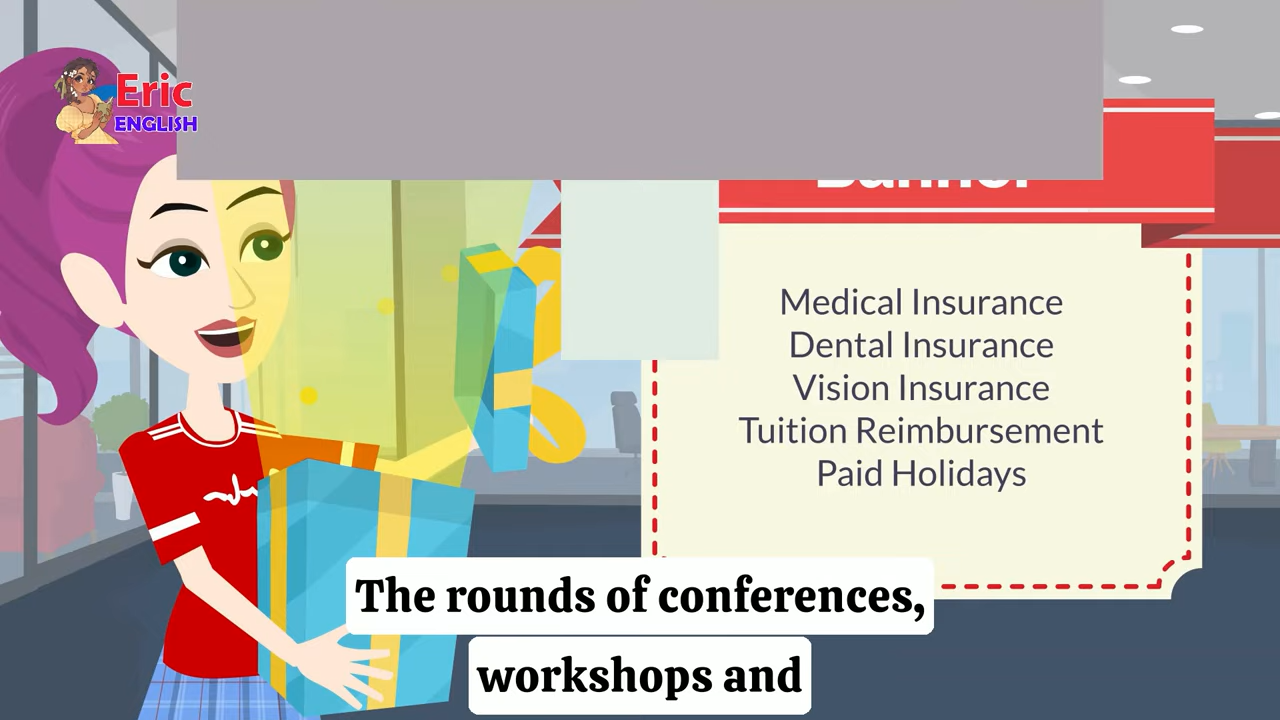 Eric
ENGLISH
Medical Insurance
Dental Insurance
Vision Insurance
Tuition Reimbursement
Paid Holidays
The rounds of conferences,
workshops and